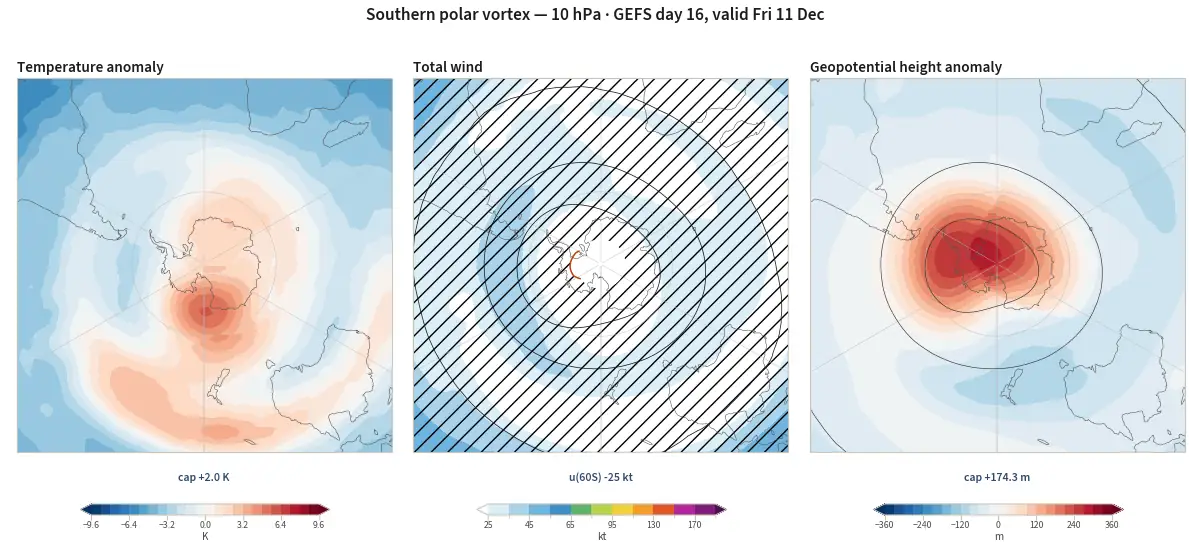 Southern polar vortex — 10 hPa · GEFS day 16, valid Fri 11 Dec
Temperature anomaly
Total wind
Geopotential height anomaly
cap +2.0 K
u(60S) -25 kt
cap +174.3 m
−9.6 −6.4 −3.2 0.0 3.2 6.4 9.6
K
25 45 65 95 130 170
kt
−360 −240 −120 0 120 240 360
m